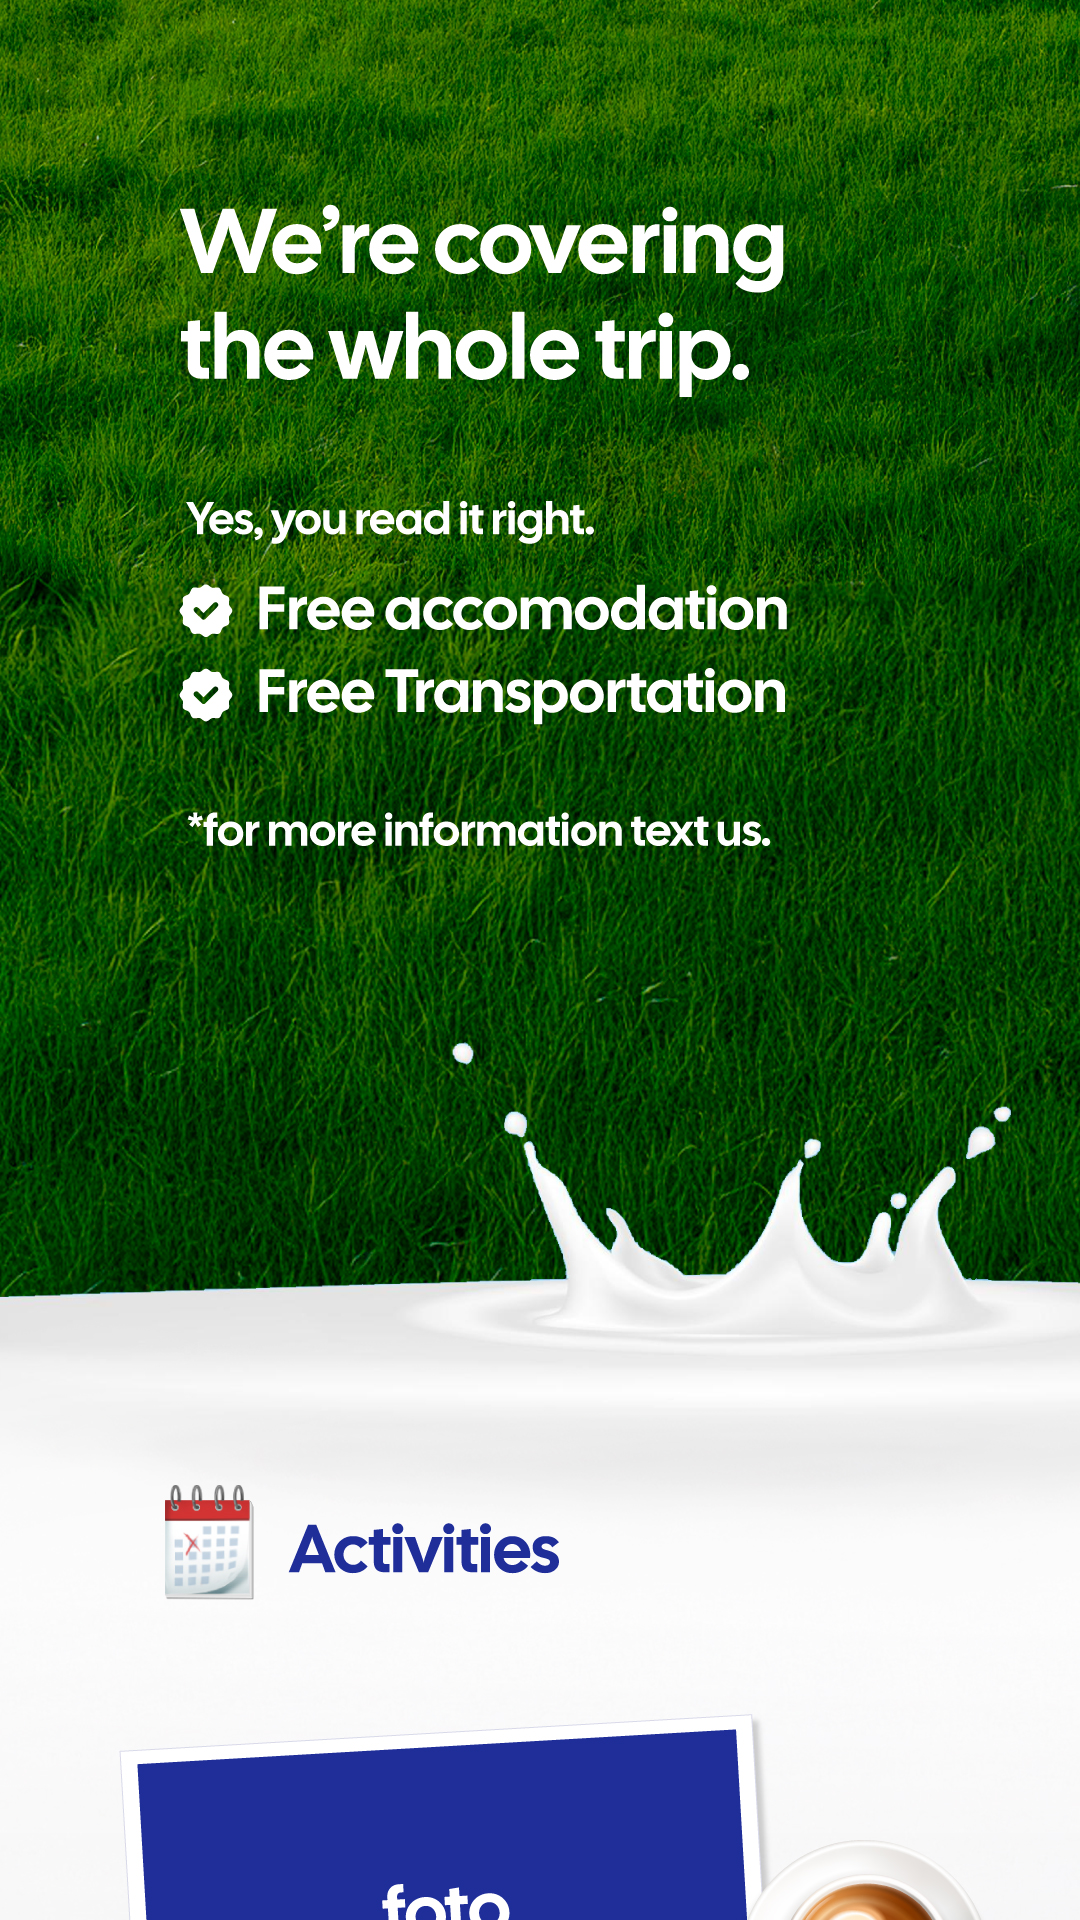 We’re covering
the whole trip.
Yes, you read it right.
Free accomodation
Free Transportation
*for more information text us.
Activities
foto